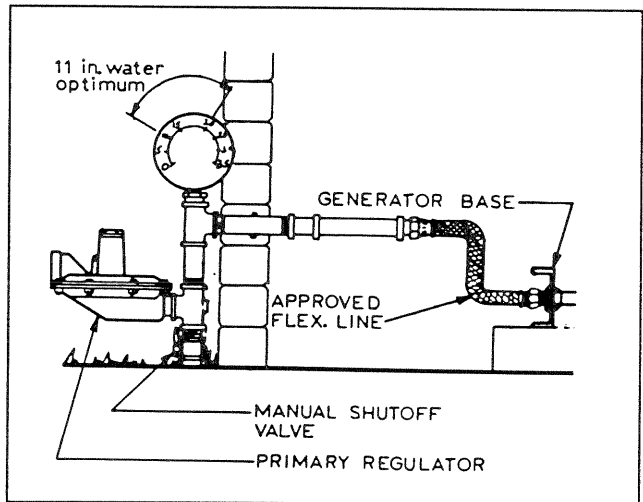 11 in. water
optimum
GENERATOR BASE
APPROVED
FLEX. LINE
MANUAL SHUTOFF
VALVE
PRIMARY REGULATOR